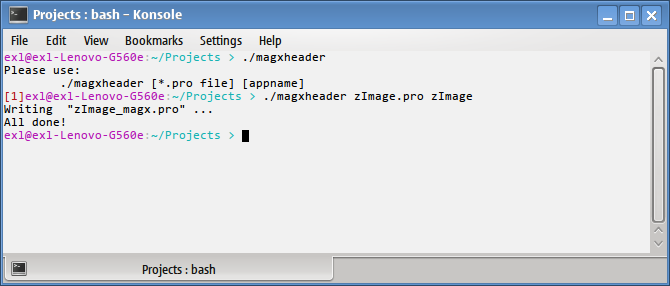 Projects : bash – Konsole
File Edit View Bookmarks Settings Help
exl@exl-Lenovo-G560e:~/Projects > ./magxheader
Please use:
        ./magxheader [*.pro file] [appname]
[1]exl@exl-Lenovo-G560e:~/Projects > ./magxheader zImage.pro zImage
Writing  "zImage_magx.pro" ...
All done!
exl@exl-Lenovo-G560e:~/Projects >
Projects : bash